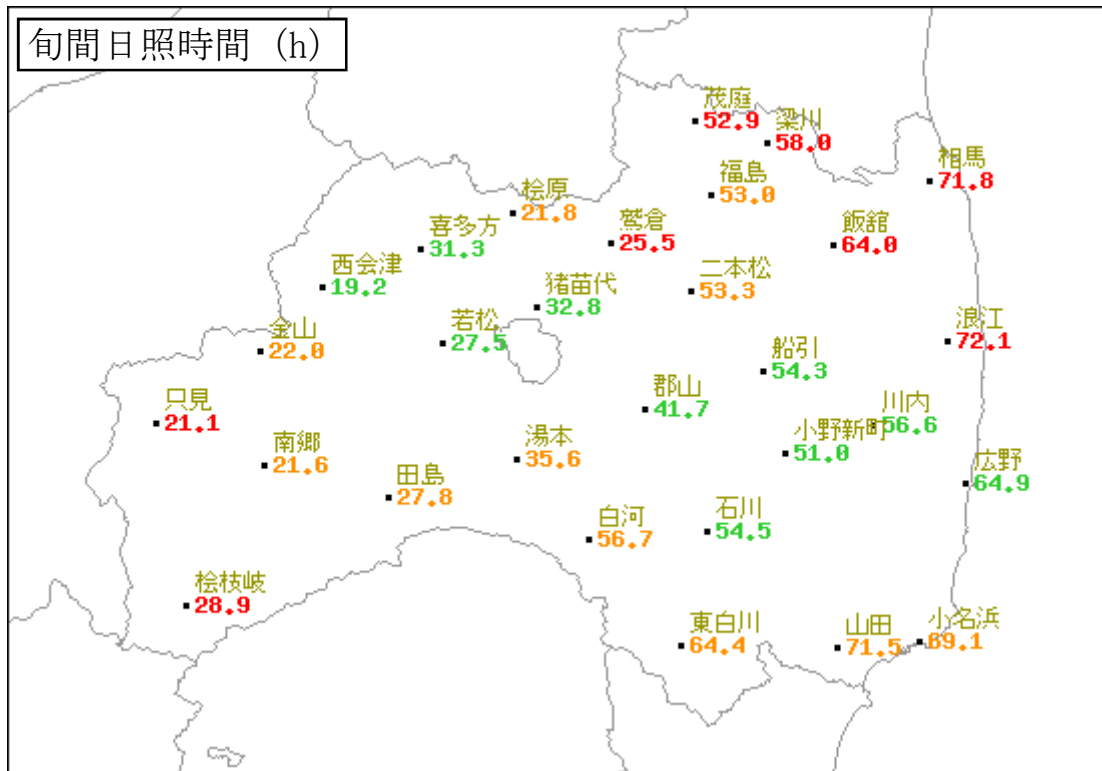 旬間日照時間 (h)
茂庭
52.9
梁川
58.0
相馬
71.8
福島
53.0
桧原
21.8
鷲倉
25.5
喜多方
31.3
飯舘
64.0
西会津
19.2
二本松
53.3
猪苗代
32.8
若松
27.5
金山
22.0
浪江
72.1
船引
54.3
郡山
41.7
只見
21.1
川内
56.6
小野新町
51.0
湯本
35.6
南郷
21.6
田島
27.8
広野
64.9
石川
54.5
白河
56.7
桧枝岐
28.9
東白川
64.4
山田
71.5
小名浜
69.1